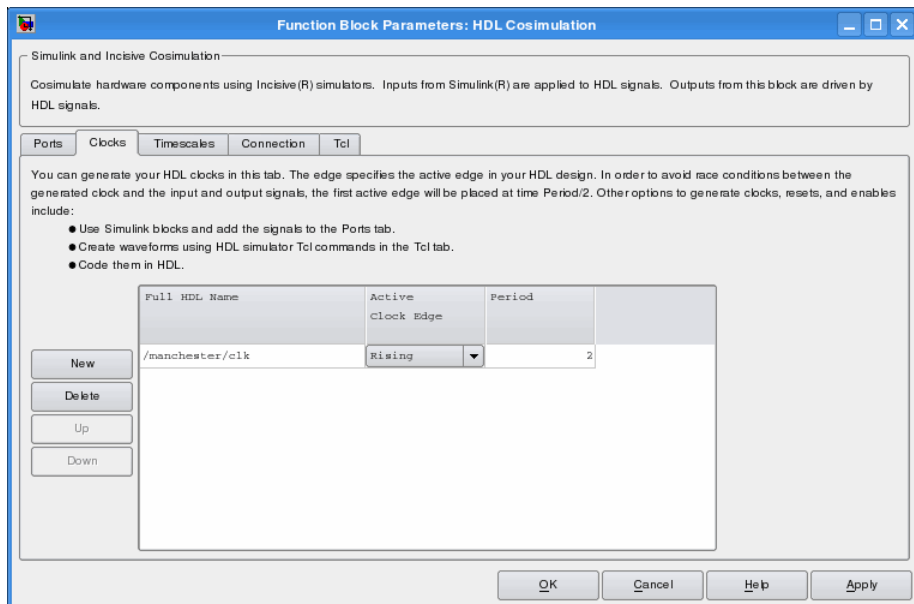 Function Block Parameters: HDL Cosimulation
Simulink and Incisive Cosimulation
Cosimulate hardware components using Incisive(R) simulators. Inputs from Simulink(R) are applied to HDL signals. Outputs from this block are driven by
HDL signals.
Ports Clocks Timescales Connection Tcl
You can generate your HDL clocks in this tab. The edge specifies the active edge in your HDL design. In order to avoid race conditions between the
generated clock and the input and output signals, the first active edge will be placed at time Period/2. Other options to generate clocks, resets, and enables
include:
● Use Simulink blocks and add the signals to the Ports tab.
● Create waveforms using HDL simulator Tcl commands in the Tcl tab.
● Code them in HDL.
Full HDL Name Active Period
Clock Edge
/manchester/clk Rising 2
New
Delete
Up
Down
OK Cancel Help Apply